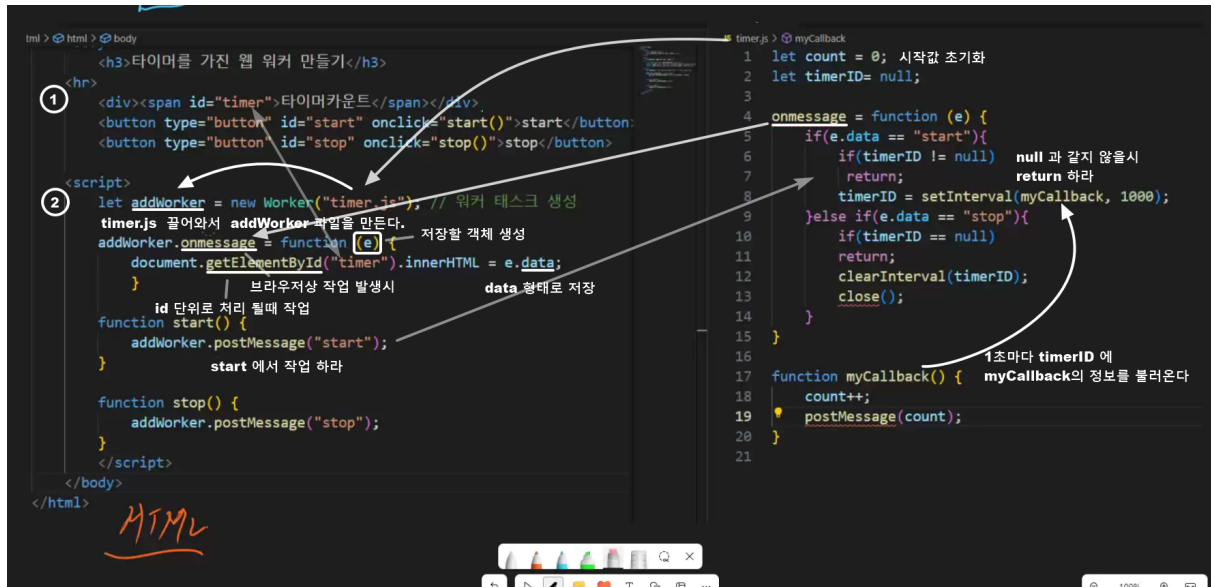 tml > html > body
<h3>타이머를 가진 웹 워커 만들기</h3>
<hr>
1
<div><span id="timer">타이머카운트</span></div>
<button type="button" id="start" onclick="start()">start</button>
<button type="button" id="stop" onclick="stop()">stop</button>
<script>
2
let addWorker = new Worker("timer.js"); // 워커 태스크 생성
timer.js 끌어와서 addWorker 파일을 만든다.
addWorker.onmessage = function (e) {
저장할 객체 생성
document.getElementById("timer").innerHTML = e.data;
브라우저상 작업 발생시
data 형태로 저장
}
id 단위로 처리 될때 작업
function start() {
addWorker.postMessage("start");
}
start 에서 작업 하라
function stop() {
addWorker.postMessage("stop");
}
</script>
</body>
</html>
HTML
timer.js > myCallback
1 let count = 0; 시작값 초기화
2 let timerID= null;
3
4 onmessage = function (e) {
5 if(e.data == "start"){
6 if(timerID != null) null 과 같지 않을시
7 return; return 하라
8 timerID = setInterval(myCallback, 1000);
9 }else if(e.data == "stop"){
10 if(timerID == null)
11 return;
12 clearInterval(timerID);
13 close();
14 }
15 }
16 1초마다 timerID 에
17 function myCallback() { myCallback의 정보를 불러온다
18 count++;
19 postMessage(count);
20 }
21
100%